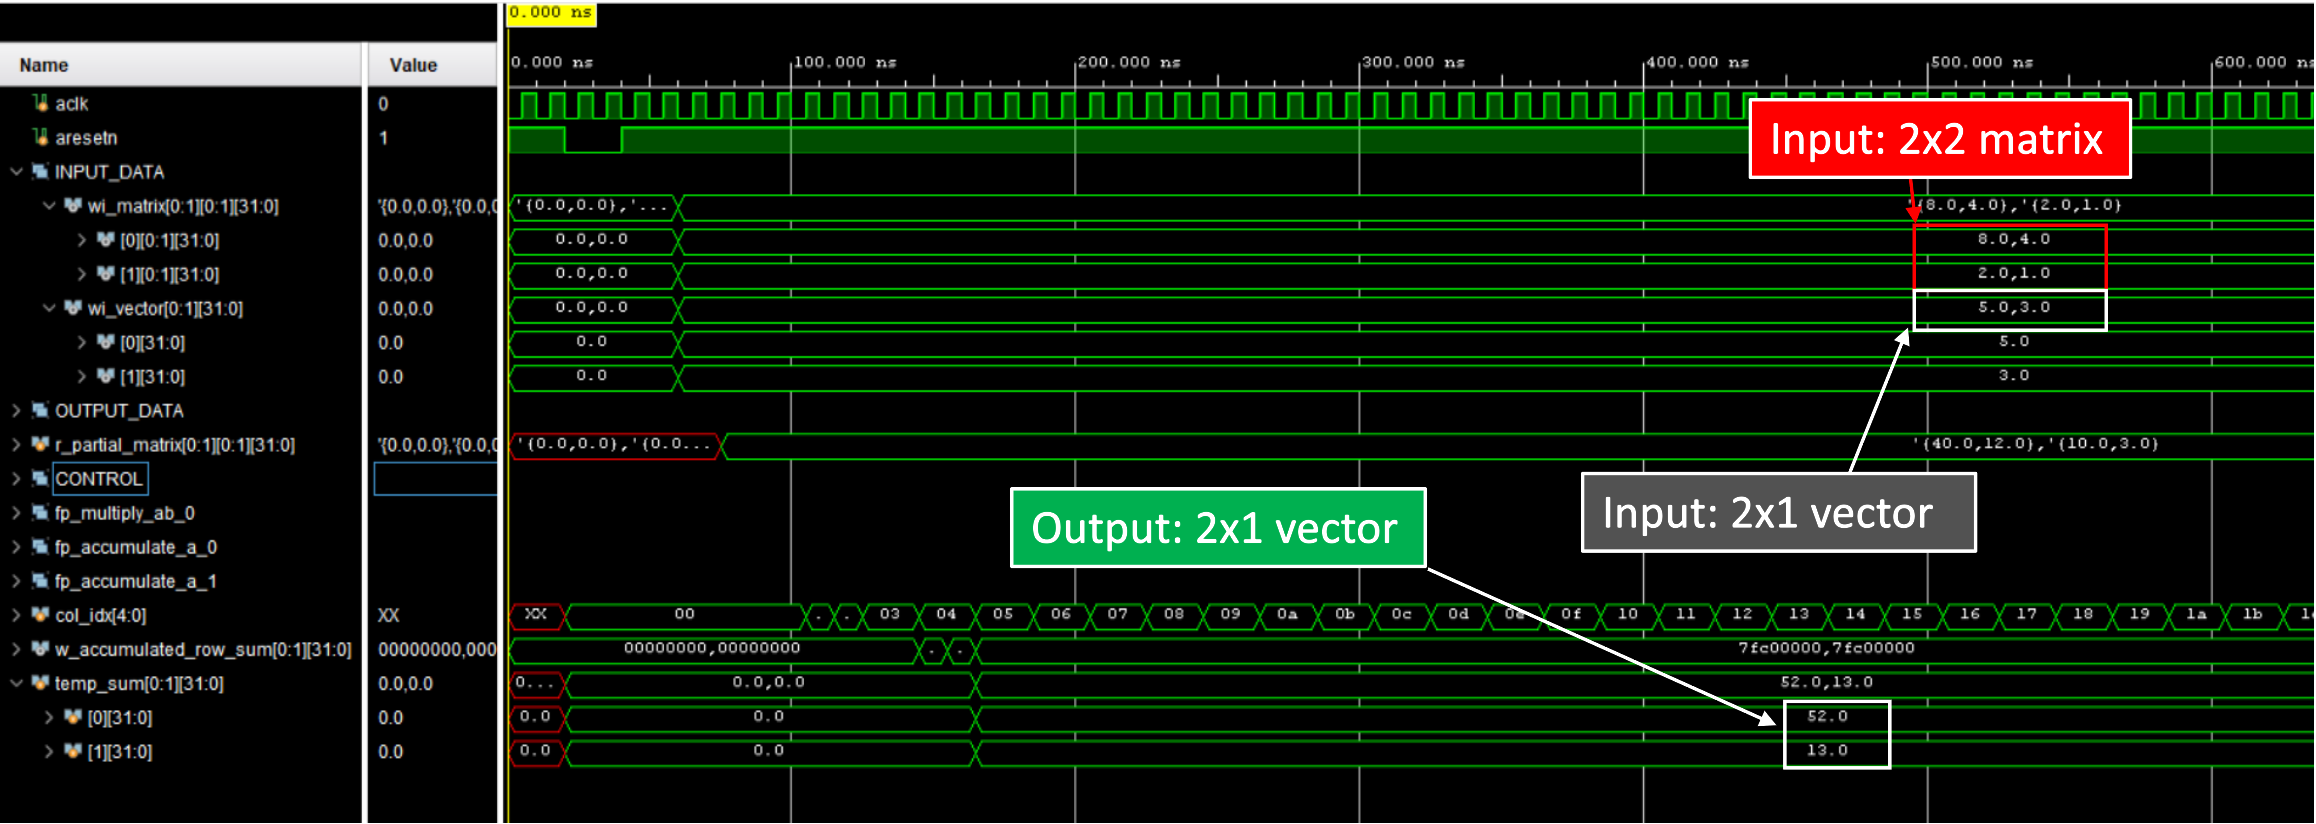 0.000 ns
Name Value 0.000 ns 100.000 ns 200.000 ns 300.000 ns 400.000 ns 500.000 ns 600.000 ns
aclk 0
aresetn 1
Input: 2x2 matrix
INPUT_DATA
wi_matrix[0:1][0:1][31:0] '{0.0,0.0},'{0.0,0 '{0.0,0.0},'... '{8.0,4.0},'{2.0,1.0}
[0][0:1][31:0] 0.0,0.0 0.0,0.0 8.0,4.0
[1][0:1][31:0] 0.0,0.0 0.0,0.0 2.0,1.0
wi_vector[0:1][31:0] 0.0,0.0 0.0,0.0 5.0,3.0
[0][31:0] 0.0 0.0 5.0
[1][31:0] 0.0 0.0 3.0
OUTPUT_DATA
r_partial_matrix[0:1][0:1][31:0] '{0.0,0.0},'{0.0,0 '{0.0,0.0},'{0.0... '{40.0,12.0},'{10.0,3.0}
CONTROL
fp_multiply_ab_0
Input: 2x1 vector
Output: 2x1 vector
fp_accumulate_a_0
fp_accumulate_a_1
col_idx[4:0] XX XX 00 . . 03 04 05 06 07 08 09 0a 0b 0c 0d 0e 0f 10 11 12 13 14 15 16 17 18 19 1a 1b
w_accumulated_row_sum[0:1][31:0] 00000000,000 00000000,00000000 . . 7fc00000,7fc00000
temp_sum[0:1][31:0] 0.0,0.0 0... 0.0,0.0 52.0,13.0
[0][31:0] 0.0 0.0 0.0 52.0
[1][31:0] 0.0 0.0 0.0 13.0